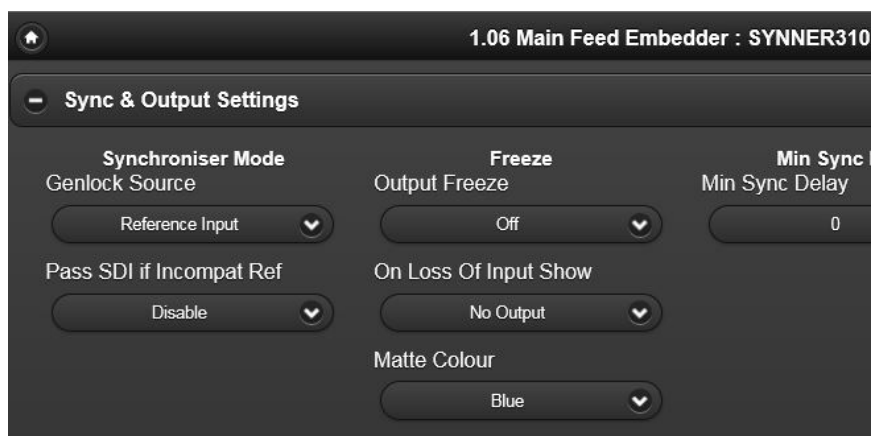 1.06 Main Feed Embedder : SYNNER310
Sync & Output Settings
Synchroniser Mode
Genlock Source
Reference Input
Pass SDI if Incompat Ref
Disable
Freeze
Output Freeze
Off
On Loss Of Input Show
No Output
Matte Colour
Blue
Min Sync
Min Sync Delay
0